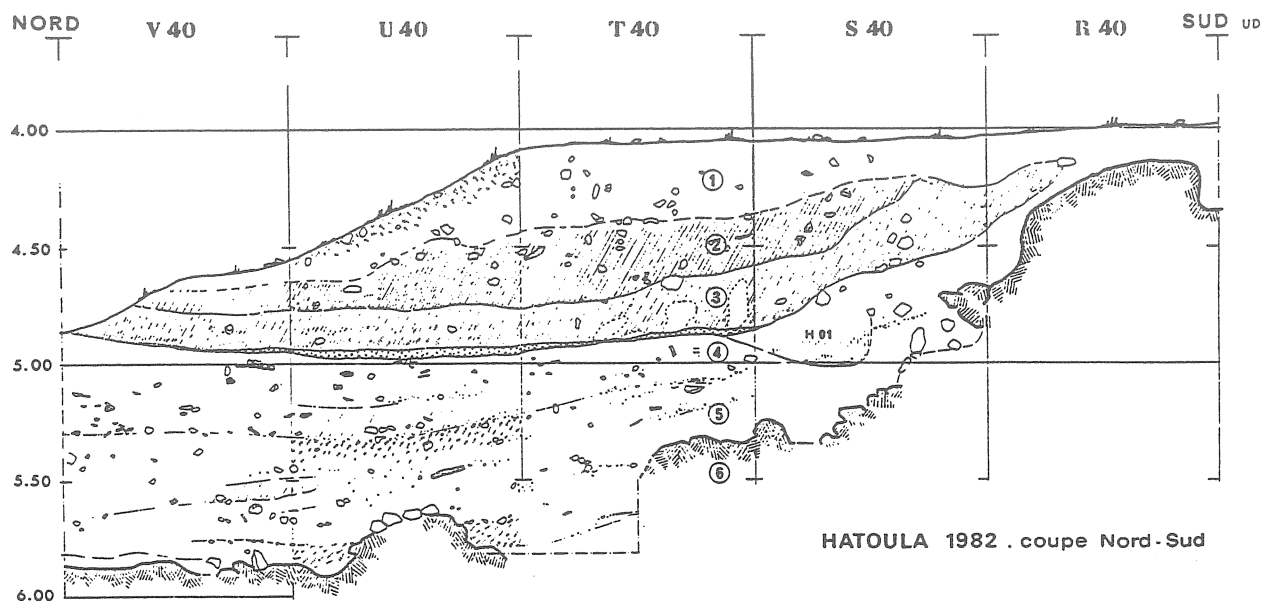 NORD V 40 U 40 T 40 S 40 R 40 SUD UD
4.00
①
4.50 ②
③
H 01
1 = ④
5.00
⑤
5.50 ⑥
HATOULA 1982 . coupe Nord - Sud
6.00